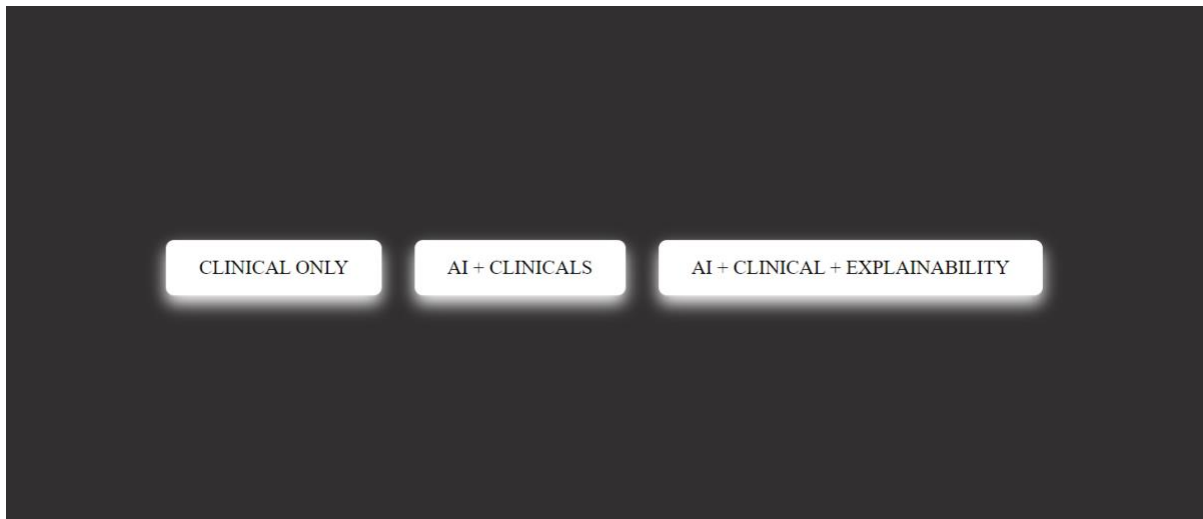 CLINICAL ONLY
AI + CLINICALS
AI + CLINICAL + EXPLAINABILITY